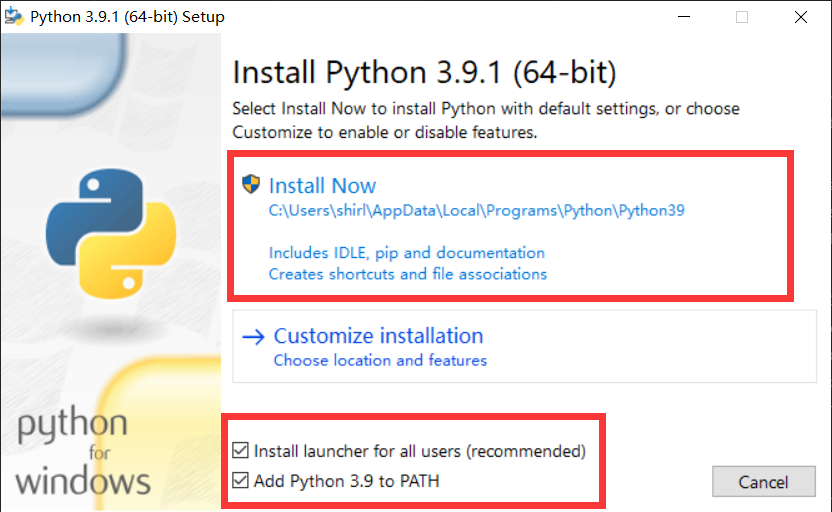 Python 3.9.1 (64-bit) Setup
Install Python 3.9.1 (64-bit)
Select Install Now to install Python with default settings, or choose
Customize to enable or disable features.
Install Now
C:\Users\shirl\AppData\Local\Programs\Python\Python39
Includes IDLE, pip and documentation
Creates shortcuts and file associations
Customize installation
Choose location and features
python
for
windows
Install launcher for all users (recommended)
Add Python 3.9 to PATH
Cancel